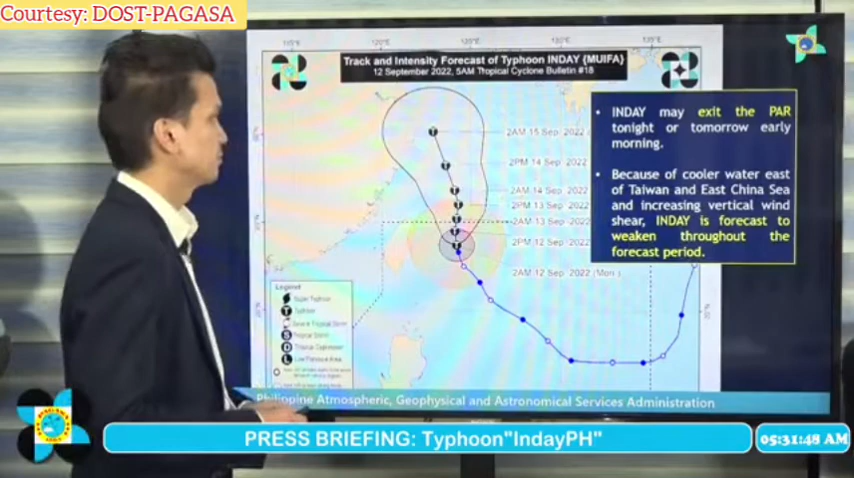 Courtesy: DOST-PAGASA
115°E
120°E
135°E
Track and Intensity Forecast of Typhoon INDAY {MUIFA}
12 September 2022, 5AM Tropical Cyclone Bulletin #18
• INDAY may exit the PAR
tonight or tomorrow early
morning.
• Because of cooler water east
of Taiwan and East China Sea
and increasing vertical wind
shear, INDAY is forecast to
weaken throughout the
forecast period.
2AM 15 Sep 2022
2PM 14 Sep 2022
2AM 14 Sep 2022
2PM 13 Sep 2022
2AM 13 Sep 2022
2PM 12 Sep 2022
2AM 12 Sep 2022 (Mon.)
Legend
Super Typhoon
T Typhoon
Severe Tropical Storm
S Tropical Storm
D Tropical Depression
L Low Pressure Area
Philippine Atmospheric, Geophysical and Astronomical Services Administration
PRESS BRIEFING: Typhoon"IndayPH"
05:31:48 AM